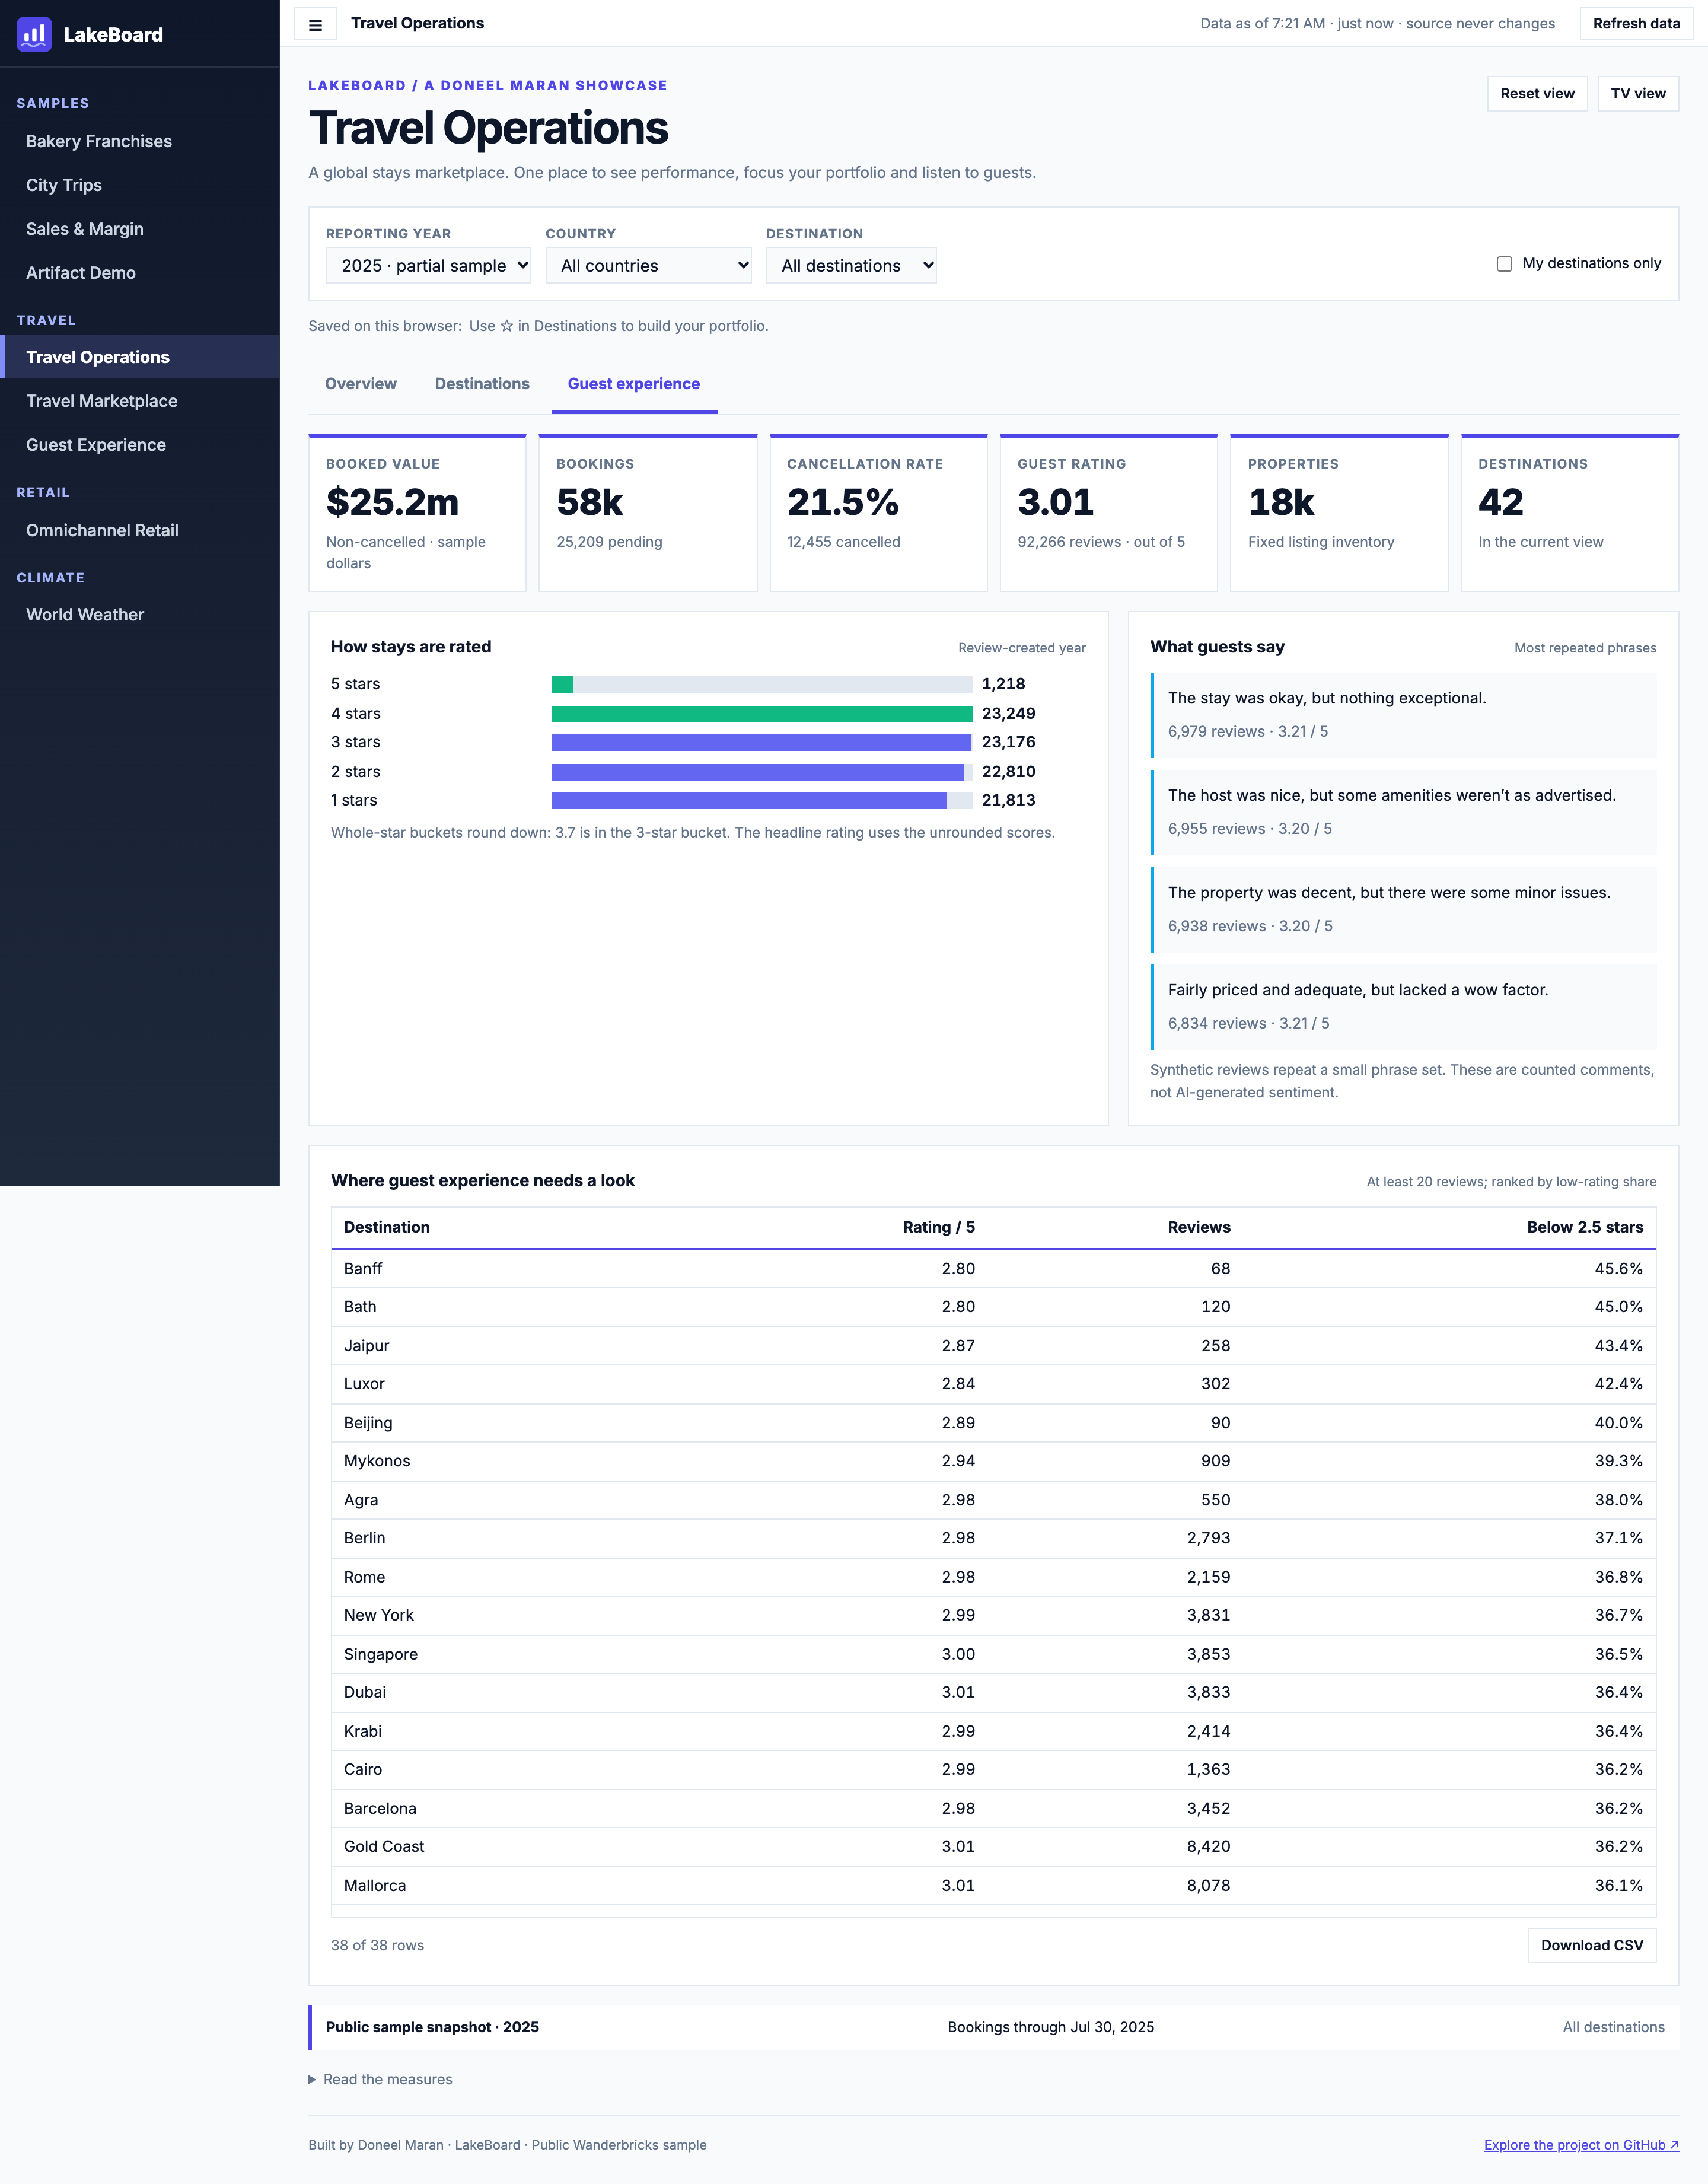 LakeBoard
SAMPLES
Bakery Franchises
City Trips
Sales & Margin
Artifact Demo
TRAVEL
Travel Operations
Travel Marketplace
Guest Experience
RETAIL
Omnichannel Retail
CLIMATE
World Weather
Travel Operations
Data as of 7:21 AM · just now · source never changes
Refresh data
LAKEBOARD / A DONEEL MARAN SHOWCASE
Travel Operations
A global stays marketplace. One place to see performance, focus your portfolio and listen to guests.
Reset view
TV view
REPORTING YEAR
2025 · partial sample
COUNTRY
All countries
DESTINATION
All destinations
My destinations only
Saved on this browser: Use ☆ in Destinations to build your portfolio.
Overview
Destinations
Guest experience
BOOKED VALUE
$25.2m
Non-cancelled · sample
dollars
BOOKINGS
58k
25,209 pending
CANCELLATION RATE
21.5%
12,455 cancelled
GUEST RATING
3.01
92,266 reviews · out of 5
PROPERTIES
18k
Fixed listing inventory
DESTINATIONS
42
In the current view
How stays are rated
Review-created year
5 stars 1,218
4 stars 23,249
3 stars 23,176
2 stars 22,810
1 stars 21,813
Whole-star buckets round down: 3.7 is in the 3-star bucket. The headline rating uses the unrounded scores.
What guests say
Most repeated phrases
The stay was okay, but nothing exceptional.
6,979 reviews · 3.21 / 5
The host was nice, but some amenities weren’t as advertised.
6,955 reviews · 3.20 / 5
The property was decent, but there were some minor issues.
6,938 reviews · 3.20 / 5
Fairly priced and adequate, but lacked a wow factor.
6,834 reviews · 3.21 / 5
Synthetic reviews repeat a small phrase set. These are counted comments,
not AI-generated sentiment.
Where guest experience needs a look
At least 20 reviews; ranked by low-rating share
Destination Rating / 5 Reviews Below 2.5 stars
Banff 2.80 68 45.6%
Bath 2.80 120 45.0%
Jaipur 2.87 258 43.4%
Luxor 2.84 302 42.4%
Beijing 2.89 90 40.0%
Mykonos 2.94 909 39.3%
Agra 2.98 550 38.0%
Berlin 2.98 2,793 37.1%
Rome 2.98 2,159 36.8%
New York 2.99 3,831 36.7%
Singapore 3.00 3,853 36.5%
Dubai 3.01 3,833 36.4%
Krabi 2.99 2,414 36.4%
Cairo 2.99 1,363 36.2%
Barcelona 2.98 3,452 36.2%
Gold Coast 3.01 8,420 36.2%
Mallorca 3.01 8,078 36.1%
38 of 38 rows
Download CSV
Public sample snapshot · 2025
Bookings through Jul 30, 2025
All destinations
▶ Read the measures
Built by Doneel Maran · LakeBoard · Public Wanderbricks sample
Explore the project on GitHub ↗